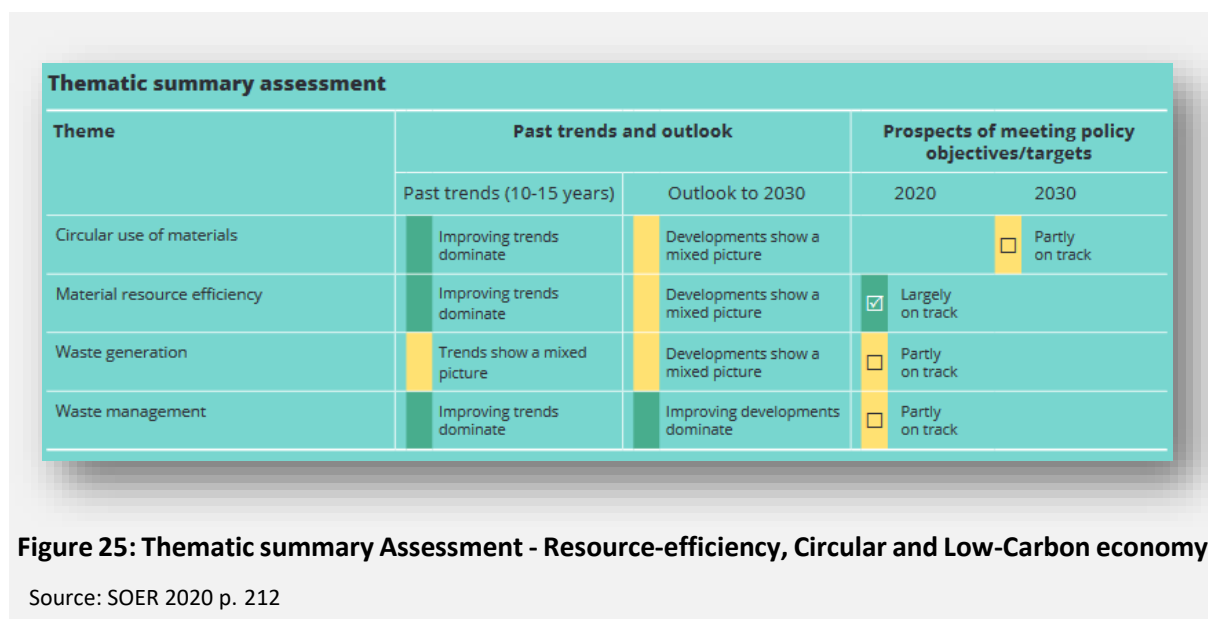 Thematic summary assessment
Theme
Past trends and outlook
Prospects of meeting policy
objectives/targets
Past trends (10-15 years)
Outlook to 2030
2020
2030
Circular use of materials
Improving trends
dominate
Developments show a
mixed picture
Partly
on track
Material resource efficiency
Improving trends
dominate
Developments show a
mixed picture
Largely
on track
Waste generation
Trends show a mixed
picture
Developments show a
mixed picture
Partly
on track
Waste management
Improving trends
dominate
Improving developments
dominate
Partly
on track
Figure 25: Thematic summary Assessment - Resource-efficiency, Circular and Low-Carbon economy
Source: SOER 2020 p. 212